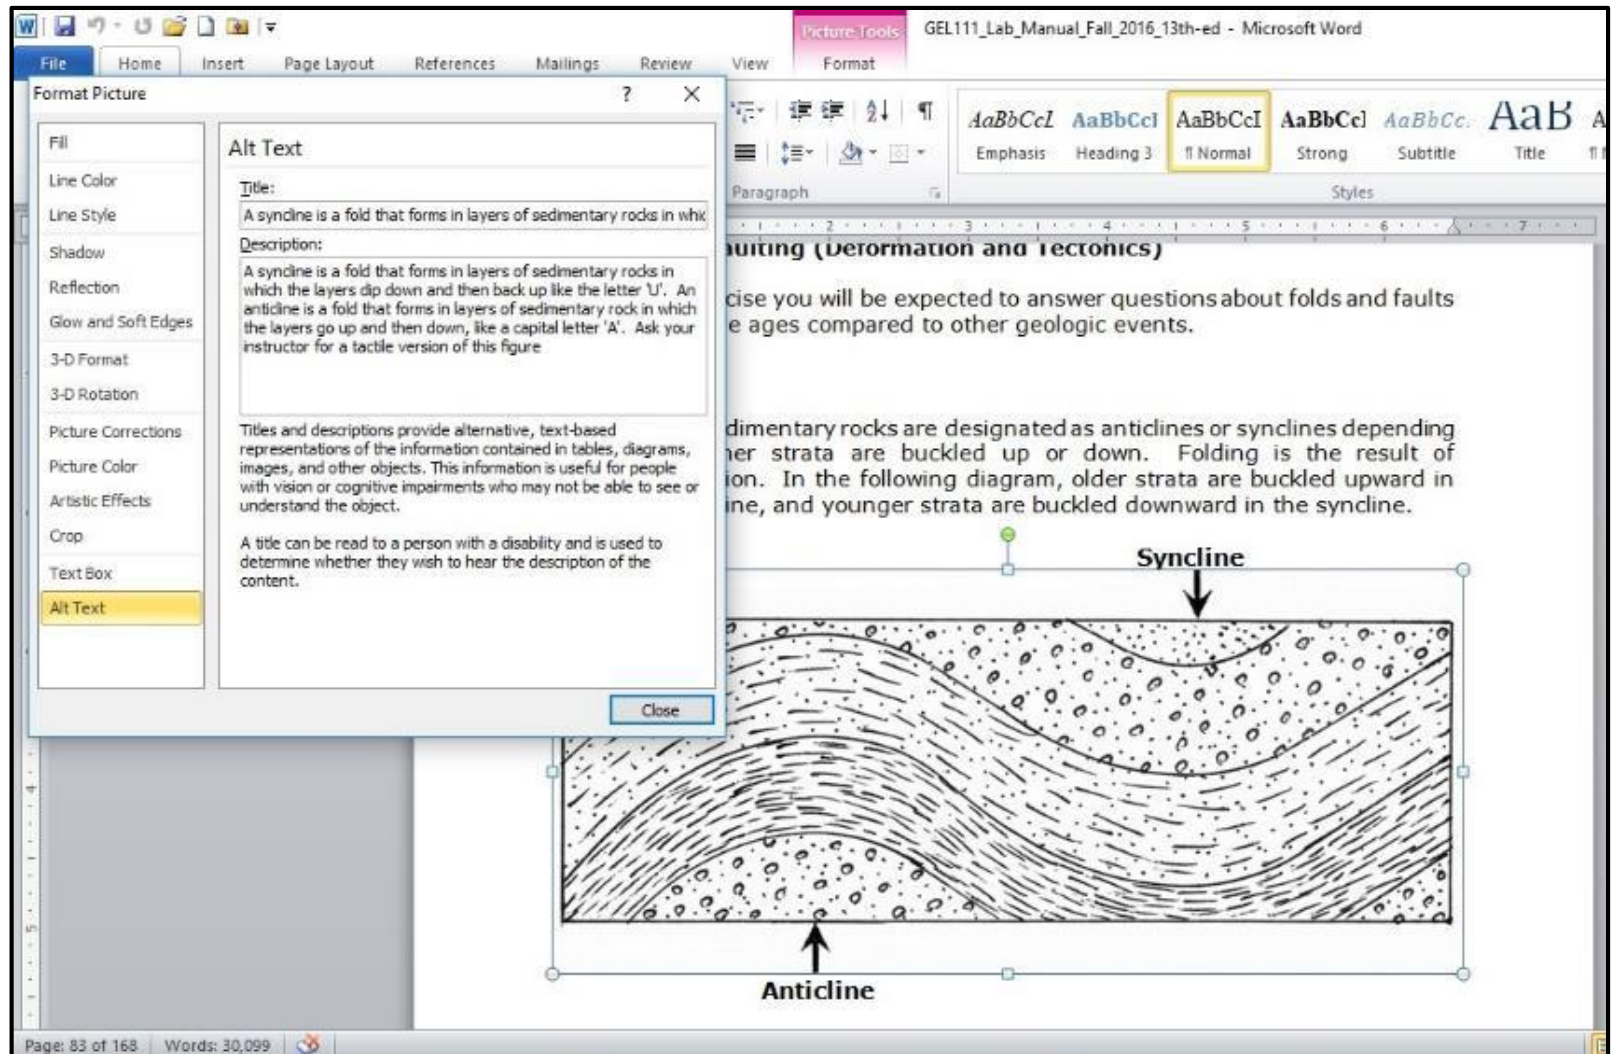 Picture Tools
GEL111_Lab_Manual_Fall_2016_13th-ed - Microsoft Word
File Home Insert Page Layout References Mailings Review View Format
Format Picture ? X
Fill
Line Color
Line Style
Shadow
Reflection
Glow and Soft Edges
3-D Format
3-D Rotation
Picture Corrections
Picture Color
Artistic Effects
Crop
Text Box
Alt Text
Alt Text
Title:
A syncline is a fold that forms in layers of sedimentary rocks in whic
Description:
A syncline is a fold that forms in layers of sedimentary rocks in
which the layers dip down and then back up like the letter 'U'. An
anticline is a fold that forms in layers of sedimentary rock in which
the layers go up and then down, like a capital letter 'A'. Ask your
instructor for a tactile version of this figure
Titles and descriptions provide alternative, text-based
representations of the information contained in tables, diagrams,
images, and other objects. This information is useful for people
with vision or cognitive impairments who may not be able to see or
understand the object.
A title can be read to a person with a disability and is used to
determine whether they wish to hear the description of the
content.
Close
AaBbCcI AaBbCcI AaBbCcI AaBbCcI AaBbCc. AaB A
Emphasis Heading 3 ¶ Normal Strong Subtitle Title
Paragraph Styles
1 2 3 4 5 6 7
aulting (Deformation and Tectonics)
cise you will be expected to answer questions about folds and faults
e ages compared to other geologic events.
dimentary rocks are designated as anticlines or synclines depending
her strata are buckled up or down. Folding is the result of
ion. In the following diagram, older strata are buckled upward in
ine, and younger strata are buckled downward in the syncline.
Syncline
Anticline
4
5
Page: 83 of 168 Words: 30,099